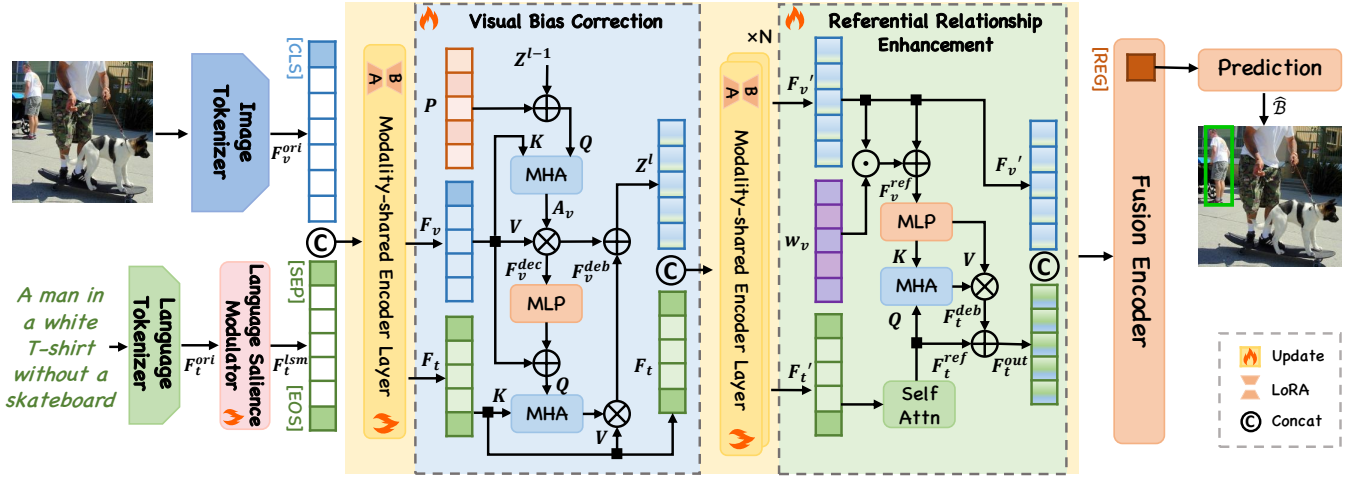 Image
Tokenizer
F_v^{ori}
[CLS]
A man in
a white
T-shirt
without a
skateboard
Language
Tokenizer
F_t^{ori}
Language Salience
Modulator
F_t^{lsm}
[SEP]
[EOS]
C
A B
Modality-shared Encoder Layer
F_v
F_t
Visual Bias Correction
Z^{l-1}
P
K
Q
MHA
A_v
V
F_v^{dec}
F_v^{deb}
MLP
Q
K
MHA
V
Z^l
C
F_t
×N
A B
Modality-shared Encoder Layer
F_v'
F_t'
Referential Relationship
Enhancement
F_v^{ref}
w_v
MLP
K
V
MHA
Q
F_t^{deb}
F_t^{ref}
F_t^{out}
Self
Attn
F_v'
C
[REG]
Fusion Encoder
Prediction
\widehat{B}
Update
LoRA
C Concat